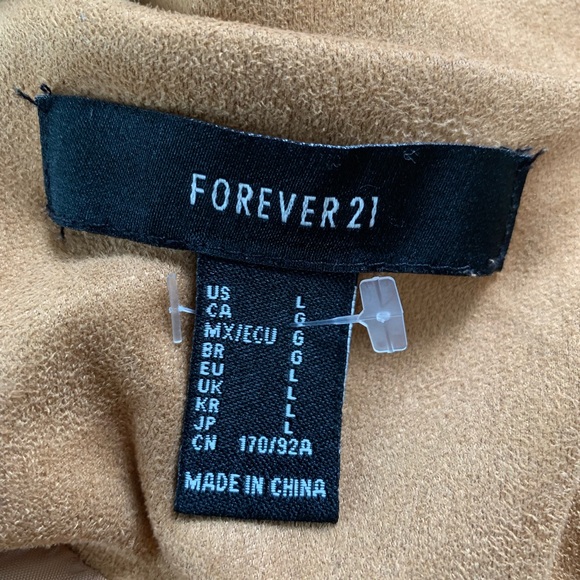 FOREVER 21
US L
CA G
MX/ECU G
BR G
EU L
UK L
KR L
JP L
CN 170/92A
MADE IN CHINA